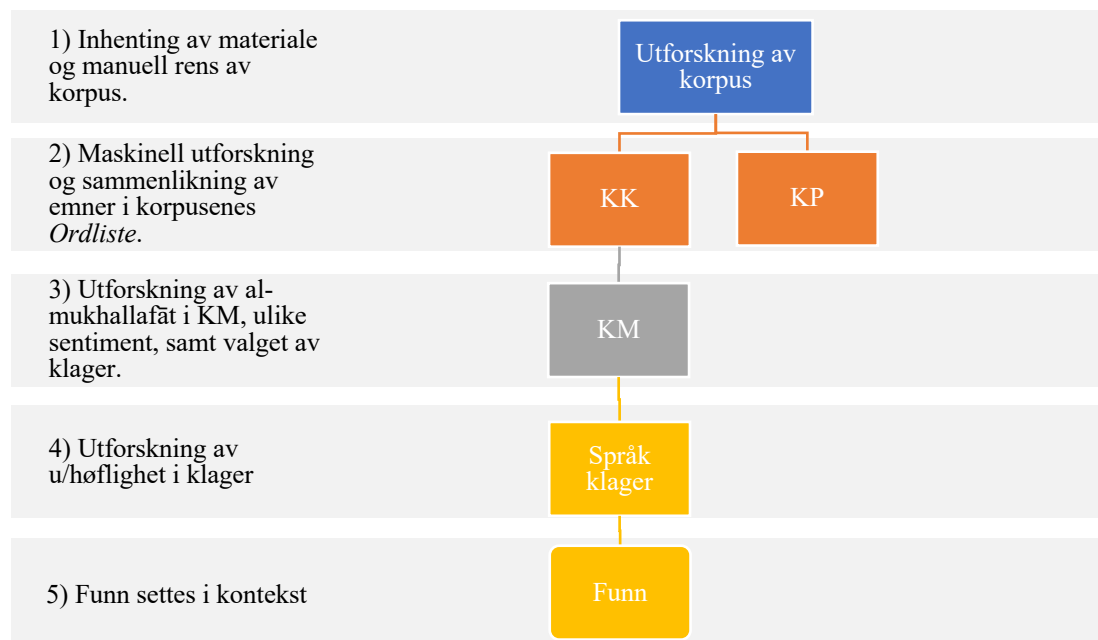 1) Inhenting av materiale
og manuell rens av
korpus.
Utforskning av
korpus
2) Maskinell utforskning
og sammenlikning av
emner i korpusenes
Ordliste.
KK
KP
3) Utforskning av al-
mukhallafāt i KM, ulike
sentiment, samt valget av
klager.
KM
4) Utforskning av
u/høflighet i klager
Språk
klager
5) Funn settes i kontekst
Funn